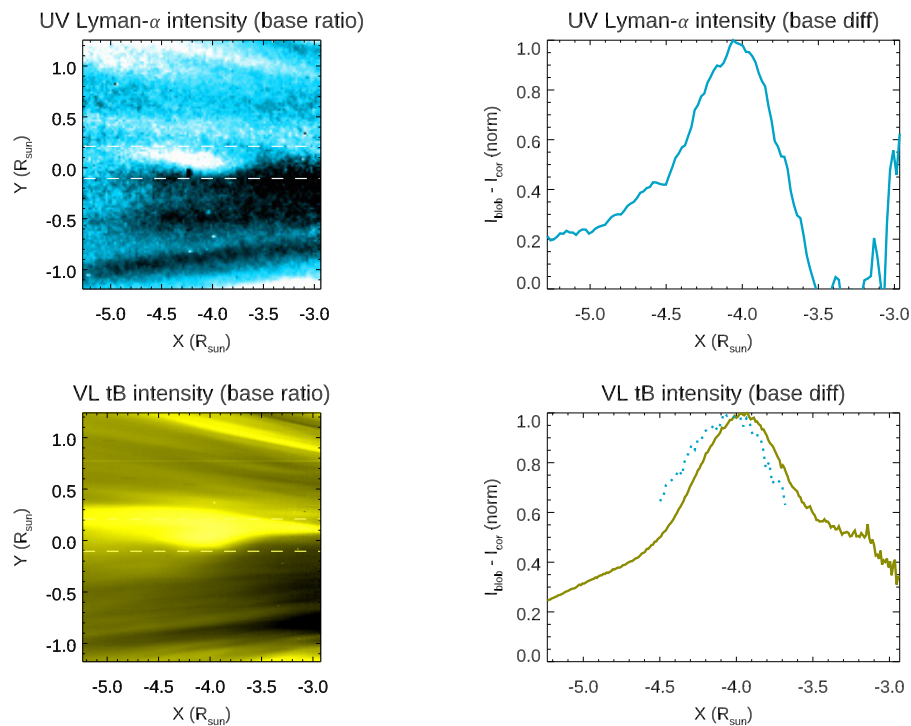 UV Lyman-α intensity (base ratio)
1.0
0.5
0.0
-0.5
-1.0
Y (Rsun)
-5.0 -4.5 -4.0 -3.5 -3.0
X (Rsun)
UV Lyman-α intensity (base diff)
1.0
0.8
0.6
0.4
0.2
0.0
Iblob - Icor (norm)
-5.0 -4.5 -4.0 -3.5 -3.0
X (Rsun)
VL tB intensity (base ratio)
1.0
0.5
0.0
-0.5
-1.0
Y (Rsun)
-5.0 -4.5 -4.0 -3.5 -3.0
X (Rsun)
VL tB intensity (base diff)
1.0
0.8
0.6
0.4
0.2
0.0
Iblob - Icor (norm)
-5.0 -4.5 -4.0 -3.5 -3.0
X (Rsun)